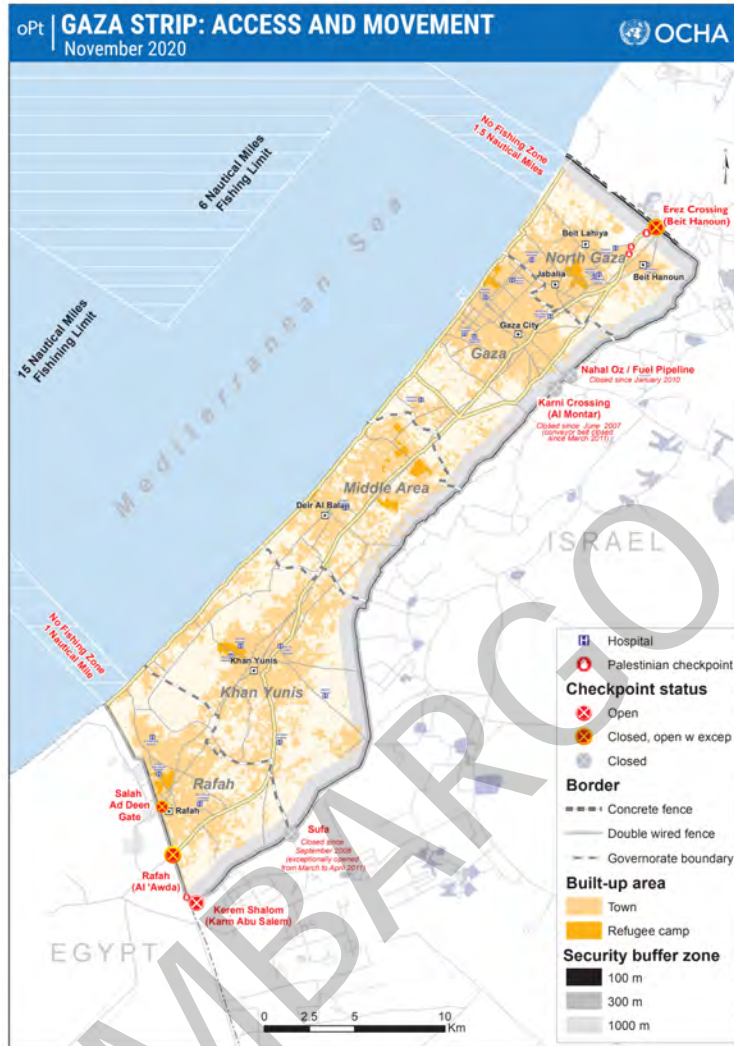 oPt GAZA STRIP: ACCESS AND MOVEMENT
November 2020
OCHA
No Fishing Zone
1.5 Nautical Miles
6 Nautical Miles
Fishing Limit
15 Nautical Miles
Fishining Limit
Mediterranean Sea
Erez Crossing
(Beit Hanoun)
Beit Lahiya
North Gaza
Jabalia
Beit Hanoun
Gaza City
Gaza
Nahal Oz / Fuel Pipeline
Closed since January 2010
Karni Crossing
(Al Montar)
Closed since June 2007
(conveyor belt closed
since March 2011)
Middle Area
Deir Al Balah
ISRAEL
No Fishing Zone
1 Nautical Mile
Khan Yunis
Khan Yunis
Rafah
Salah
Ad Deen
Gate
Rafah
Sufa
Closed since
September 2008
(exceptionally opened
from March to April 2011)
Rafah
(Al 'Awda)
Kerem Shalom
(Karm Abu Salem)
EGYPT
0 2.5 5 10
Km
H Hospital
Palestinian checkpoint
Checkpoint status
Open
Closed, open w excep
Closed
Border
Concrete fence
Double wired fence
Governorate boundary
Built-up area
Town
Refugee camp
Security buffer zone
100 m
300 m
1000 m
MBARGO